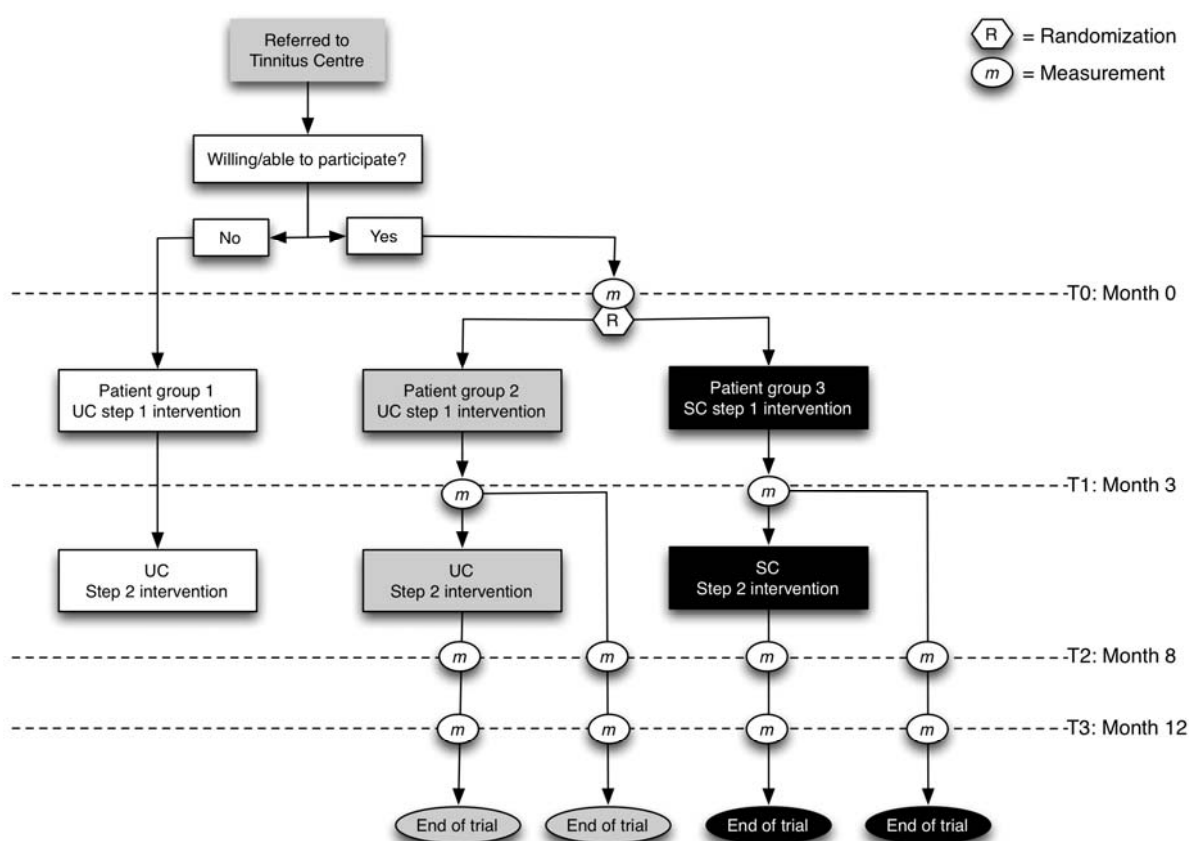 Referred to
Tinnitus Centre
R = Randomization
m = Measurement
Willing/able to participate?
No
Yes
m
T0: Month 0
R
Patient group 1
UC step 1 intervention
Patient group 2
UC step 1 intervention
Patient group 3
SC step 1 intervention
m
m
T1: Month 3
UC
Step 2 intervention
UC
Step 2 intervention
SC
Step 2 intervention
m
m
m
m
T2: Month 8
m
m
m
m
T3: Month 12
End of trial
End of trial
End of trial
End of trial